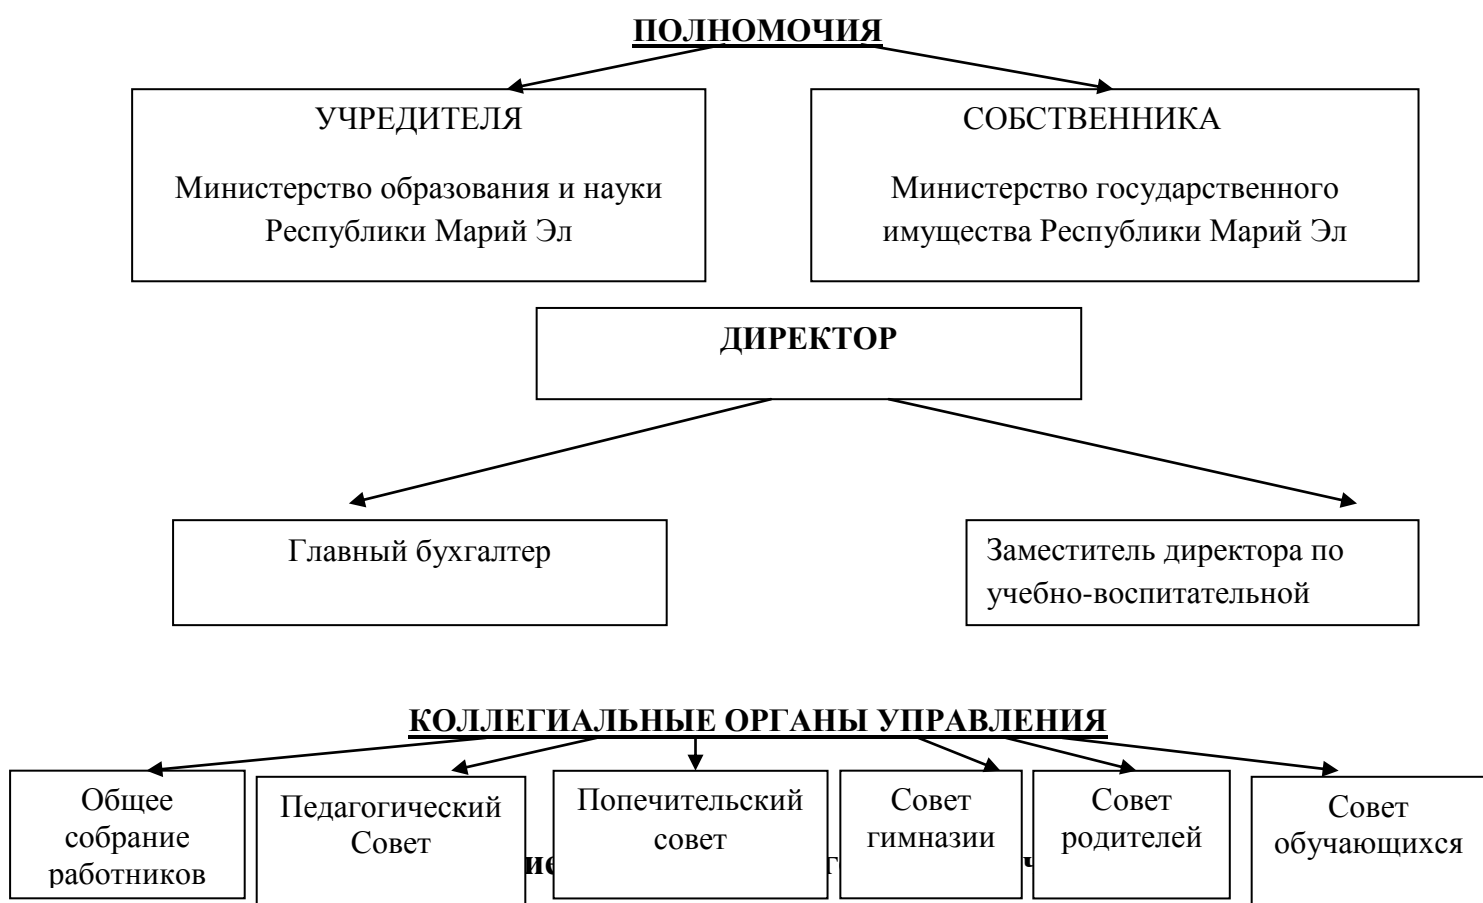 ПОЛНОМОЧИЯ
УЧРЕДИТЕЛЯ
Министерство образования и науки
Республики Марий Эл
СОБСТВЕННИКА
Министерство государственного
имущества Республики Марий Эл
ДИРЕКТОР
Главный бухгалтер
Заместитель директора по
учебно-воспитательной
КОЛЛЕГИАЛЬНЫЕ ОРГАНЫ УПРАВЛЕНИЯ
Общее
собрание
работников
Педагогический
Совет
Попечительский
совет
Совет
гимназии
Совет
родителей
Совет
обучающихся